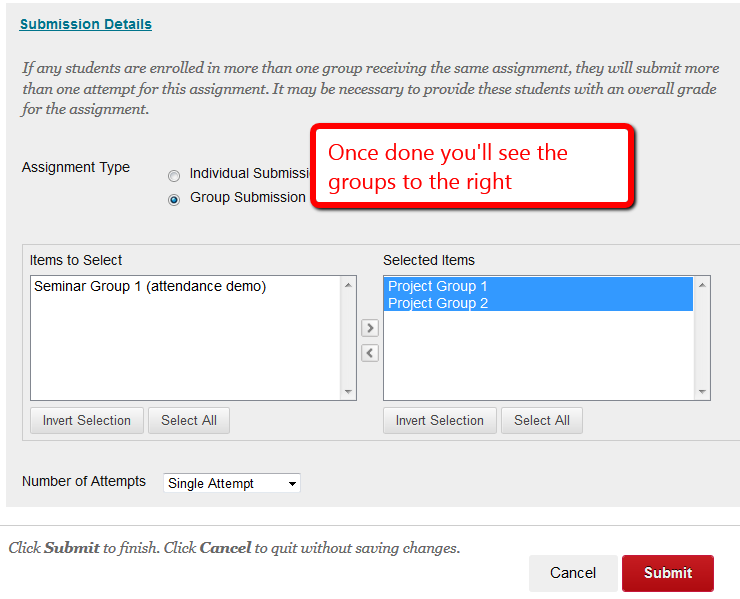 Submission Details
If any students are enrolled in more than one group receiving the same assignment, they will submit more
than one attempt for this assignment. It may be necessary to provide these students with an overall grade
for the assignment.
Once done you'll see the
groups to the right
Assignment Type
Individual Submissi
Group Submission
Items to Select
Selected Items
Seminar Group 1 (attendance demo)
Project Group 1
Project Group 2
Invert Selection
Select All
Invert Selection
Select All
Number of Attempts
Single Attempt
Click Submit to finish. Click Cancel to quit without saving changes.
Cancel
Submit